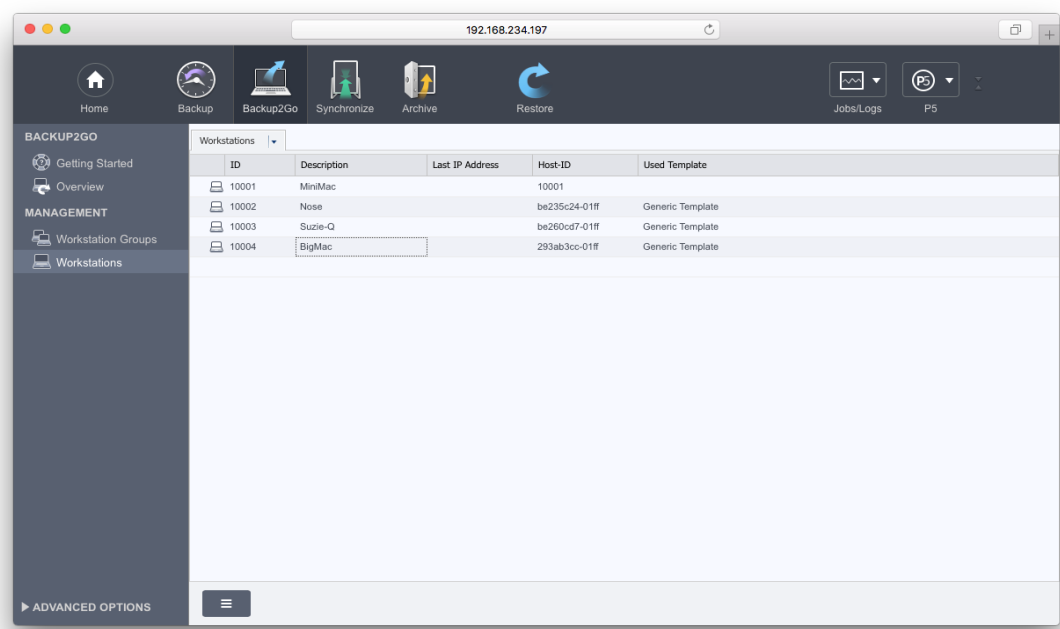 192.168.234.197
Home
Backup
Backup2Go
Synchronize
Archive
Restore
Jobs/Logs
P5
P5
BACKUP2GO
Getting Started
Overview
MANAGEMENT
Workstation Groups
Workstations
ADVANCED OPTIONS
Workstations
ID Description Last IP Address Host-ID Used Template
10001 MiniMac 10001
10002 Nose be235c24-01ff Generic Template
10003 Suzie-Q be260cd7-01ff Generic Template
10004 BigMac 293ab3cc-01ff Generic Template